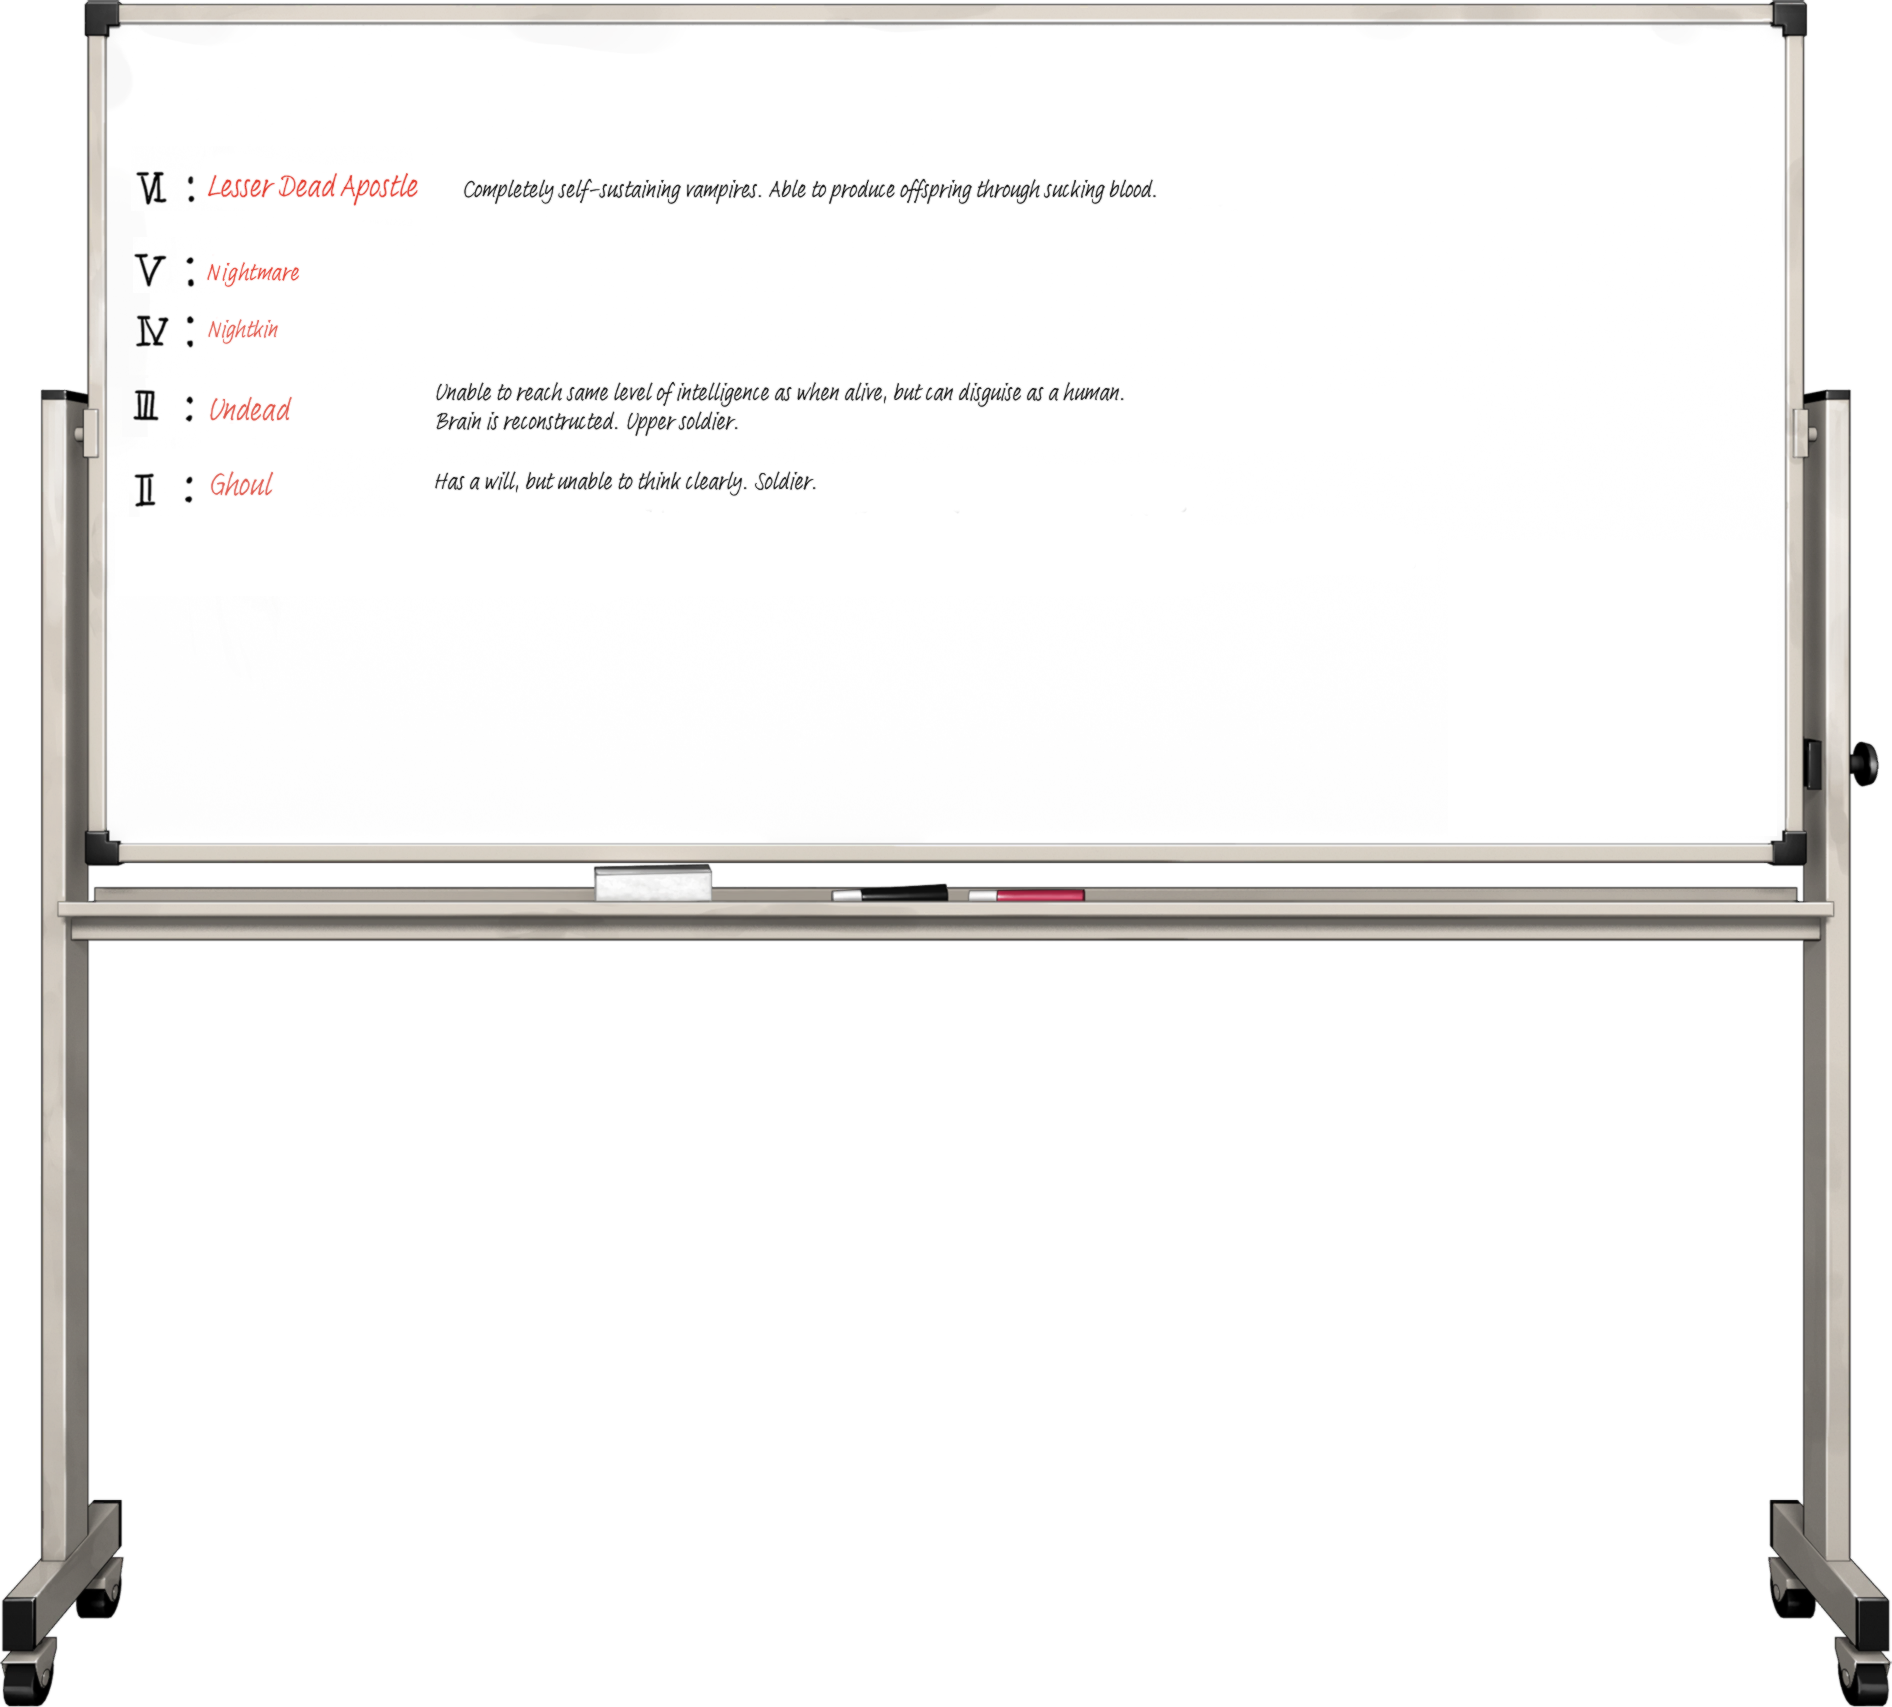 VI : Lesser Dead Apostle Completely self-sustaining vampires. Able to produce offspring through sucking blood.
V : Nightmare
IV : Nightkin
III : Undead Unable to reach same level of intelligence as when alive, but can disguise as a human.
Brain is reconstructed. Upper soldier.
II : Ghoul Has a will, but unable to think clearly. Soldier.